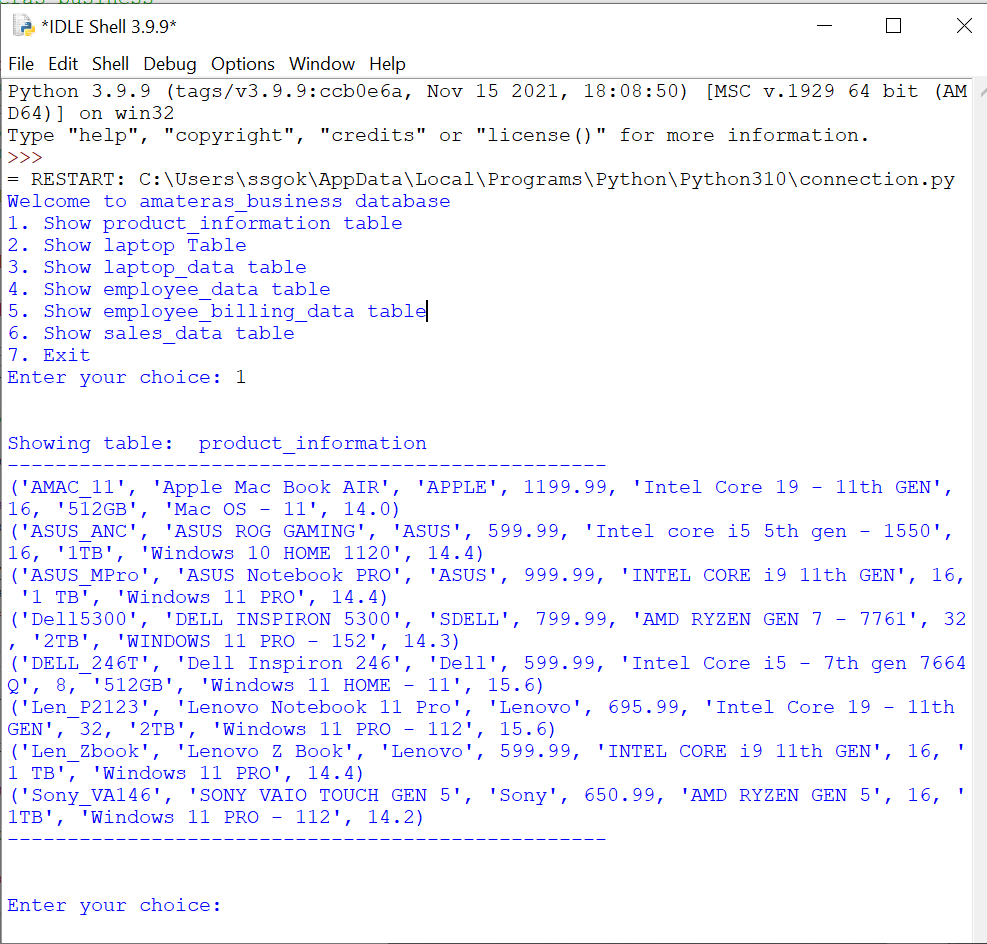 *IDLE Shell 3.9.9*
File Edit Shell Debug Options Window Help
Python 3.9.9 (tags/v3.9.9:ccb0e6a, Nov 15 2021, 18:08:50) [MSC v.1929 64 bit (AM
D64)] on win32
Type "help", "copyright", "credits" or "license()" for more information.
>>>
= RESTART: C:\Users\ssgok\AppData\Local\Programs\Python\Python310\connection.py
Welcome to amateras_business database
1. Show product_information table
2. Show laptop Table
3. Show laptop_data table
4. Show employee_data table
5. Show employee_billing_data table
6. Show sales_data table
7. Exit
Enter your choice: 1
Showing table:  product_information
--------------------------------------------------
('AMAC_11', 'Apple Mac Book AIR', 'APPLE', 1199.99, 'Intel Core 19 - 11th GEN',
16, '512GB', 'Mac OS - 11', 14.0)
('ASUS_ANC', 'ASUS ROG GAMING', 'ASUS', 599.99, 'Intel core i5 5th gen - 1550',
16, '1TB', 'Windows 10 HOME 1120', 14.4)
('ASUS_MPro', 'ASUS Notebook PRO', 'ASUS', 999.99, 'INTEL CORE i9 11th GEN', 16,
'1 TB', 'Windows 11 PRO', 14.4)
('Dell5300', 'DELL INSPIRON 5300', 'SDELL', 799.99, 'AMD RYZEN GEN 7 - 7761', 32
, '2TB', 'WINDOWS 11 PRO - 152', 14.3)
('DELL_246T', 'Dell Inspiron 246', 'Dell', 599.99, 'Intel Core i5 - 7th gen 7664
Q', 8, '512GB', 'Windows 11 HOME - 11', 15.6)
('Len_P2123', 'Lenovo Notebook 11 Pro', 'Lenovo', 695.99, 'Intel Core 19 - 11th
GEN', 32, '2TB', 'Windows 11 PRO - 112', 15.6)
('Len_Zbook', 'Lenovo Z Book', 'Lenovo', 599.99, 'INTEL CORE i9 11th GEN', 16, '
1 TB', 'Windows 11 PRO', 14.4)
('Sony_VA146', 'SONY VAIO TOUCH GEN 5', 'Sony', 650.99, 'AMD RYZEN GEN 5', 16, '
1TB', 'Windows 11 PRO - 112', 14.2)
--------------------------------------------------
Enter your choice: